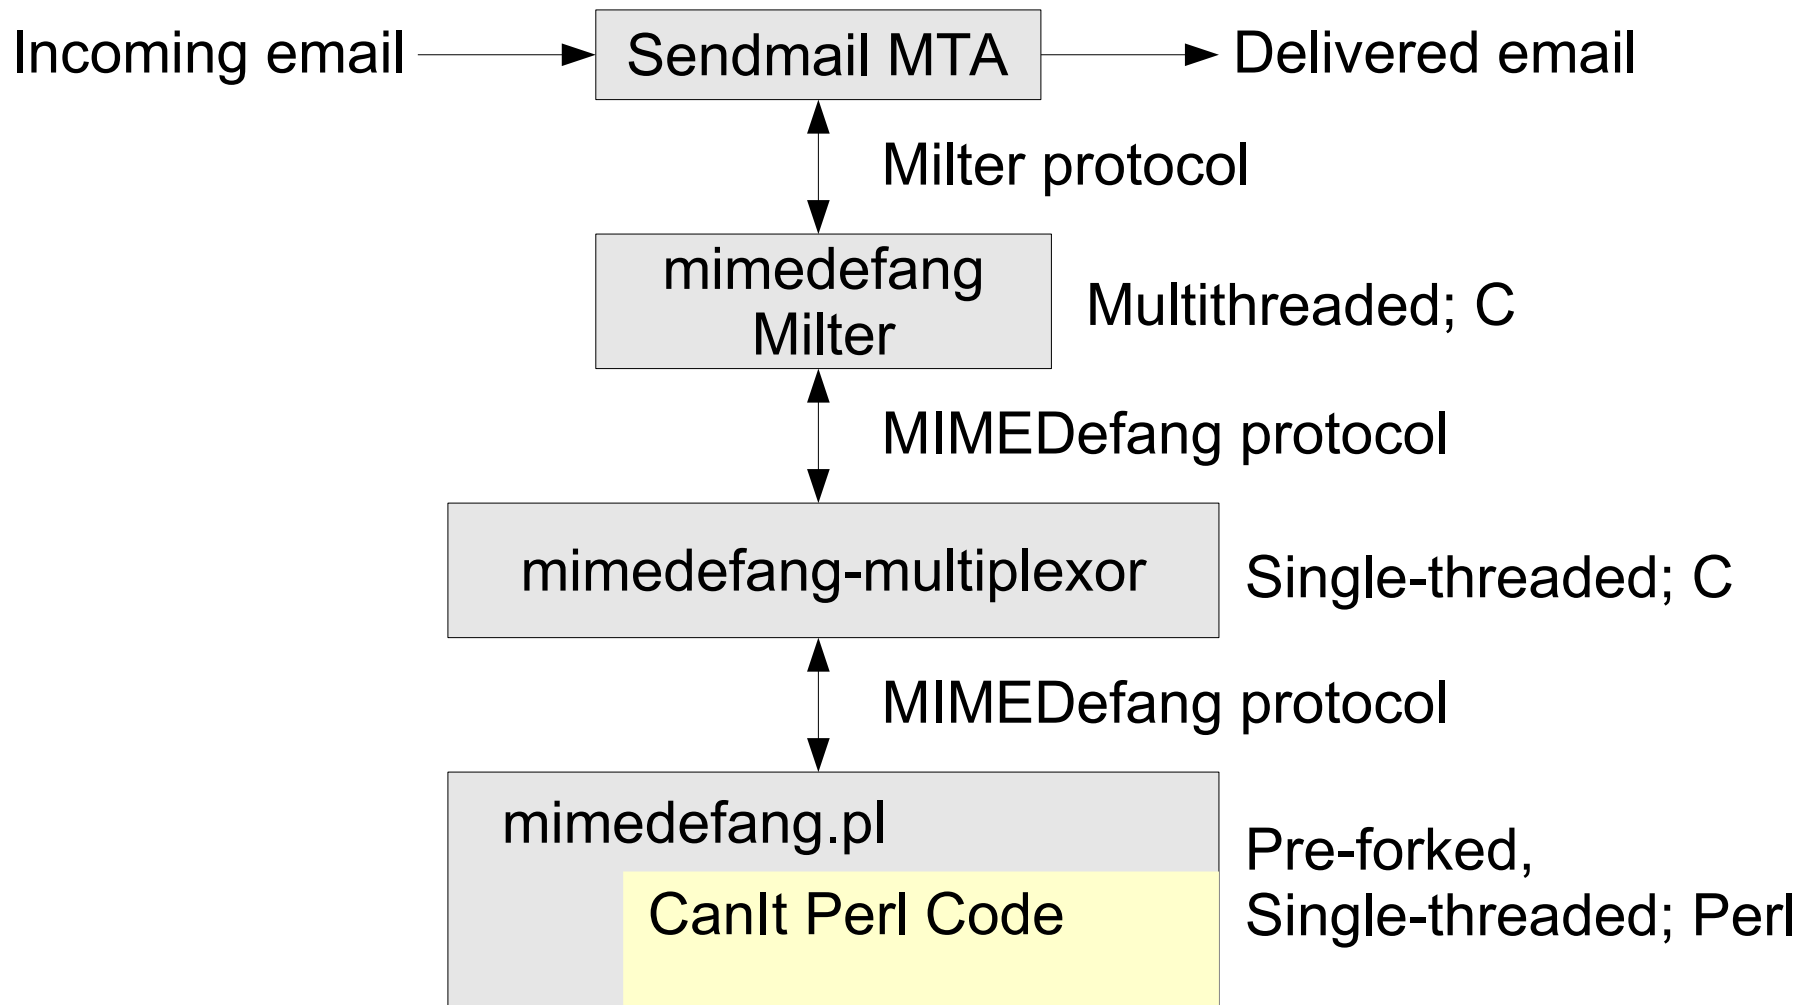 Incoming email
Sendmail MTA
Delivered email
Milter protocol
mimedefang
Milter
Multithreaded; C
MIMEDefang protocol
mimedefang-multiplexor
Single-threaded; C
MIMEDefang protocol
mimedefang.pl
CanIt Perl Code
Pre-forked,
Single-threaded; Perl